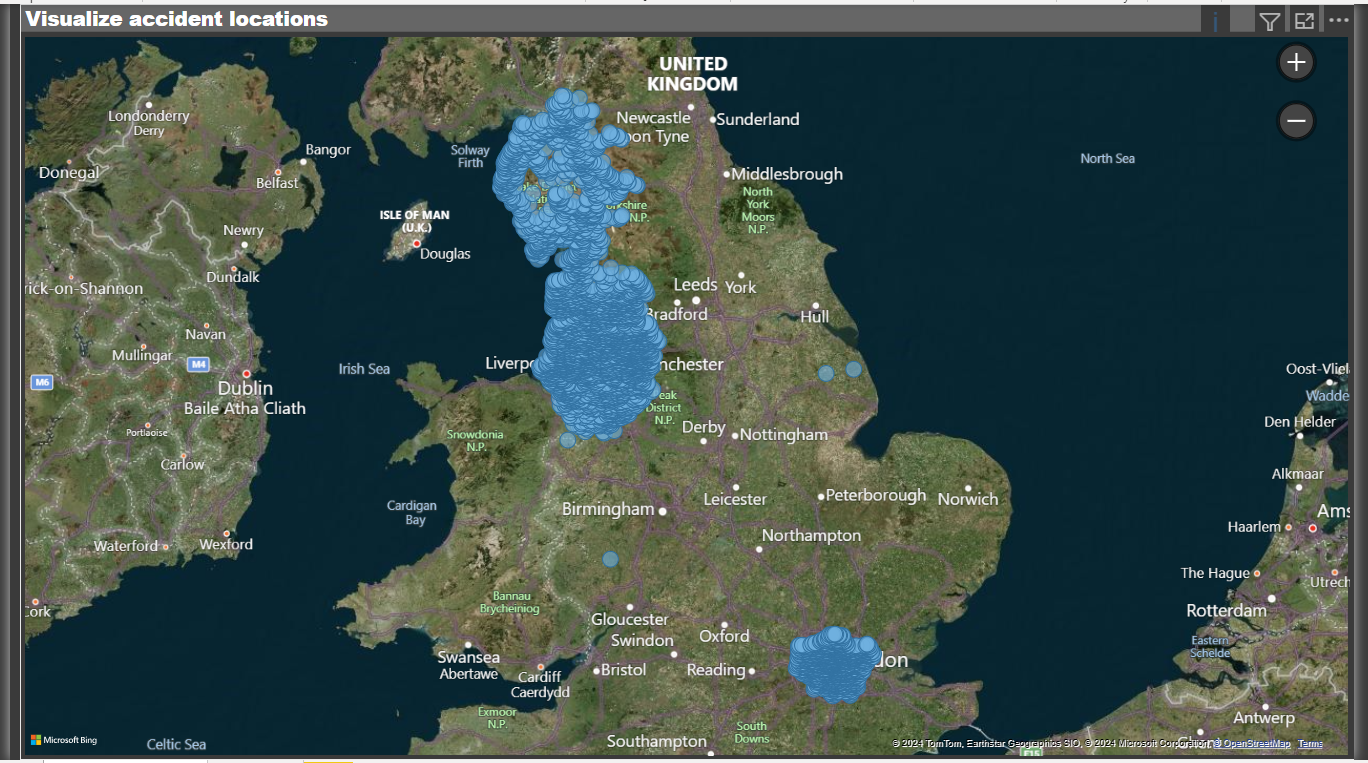 Visualize accident locations
UNITED
KINGDOM
Londonderry
Derry
Newcastle
pon Tyne
Sunderland
Solway
Firth
Bangor
North Sea
Donegal
Belfast
Middlesbrough
North
York
Moors
N.P.
N.P.
ISLE OF MAN
(U.K.)
Newry
Douglas
Dundalk
rick-on-Shannon
Leeds
York
Bradford
Hull
Navan
Mullingar
M4
Irish Sea
Liverpo
nchester
M6
Dublin
Baile Atha Cliath
Oost-Vliel
Wadde
eak
District
N.P.
Den Helder
Portlaoise
Derby
Nottingham
Snowdonia
N.P.
Carlow
Alkmaar
Leicester
Peterborough
Norwich
Cardigan
Bay
Birmingham
Ams
Haarlem
Northampton
Waterford
Wexford
The Hague
Utrech
Bannau
Brycheiniog
Cork
Rotterdam
Gloucester
Swindon
Oxford
Eastern
Schelde
Swansea
Abertawe
Cardiff
Caerdydd
Bristol
Reading
don
Exmoor
N.P.
South
Downs
Antwerp
Southampton
Microsoft Bing
Celtic Sea
© 2024 TomTom, Earthstar Geographics SIO, © 2024 Microsoft Corporation, © OpenStreetMap Terms